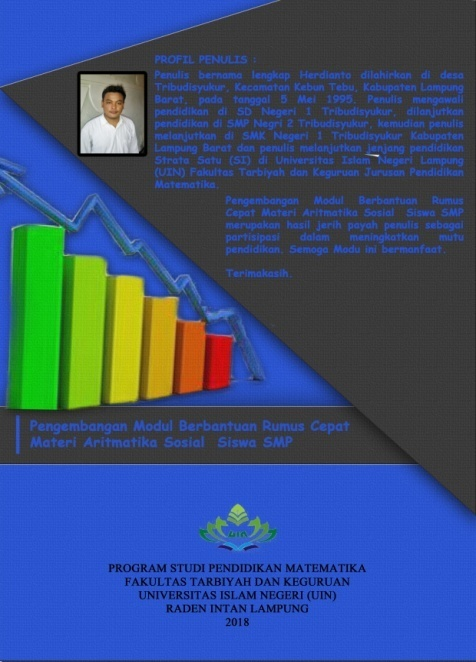 PROFIL PENULIS :
Penulis bernama lengkap Herdianto dilahirkan di desa
Tribudisyukur, Kecamatan Kebun Tebu, Kabupaten Lampung
Barat, pada tanggal 5 Mei 1995. Penulis mengawali
pendidikan di SD Negeri 1 Tribudisyukur, dilanjutkan
pendidikan di SMP Negri 2 Tribudisyukur, kemudian penulis
melanjutkan di SMK Negeri 1 Tribudisyukur Kabupaten
Lampung Barat dan penulis melanjutkan jenjang pendidikan
Strata Satu (SI) di Universitas Islam Negeri Lampung
(UIN) Fakultas Tarbiyah dan Keguruan Jurusan Pendidikan
Matematika.
Pengembangan Modul Berbantuan Rumus
Cepat Materi Aritmatika Sosial Siswa SMP
merupakan hasil jerih payah penulis sebagai
partisipasi dalam meningkatkan mutu
pendidikan. Semoga Modu ini bermanfaat.
Terimakasih.
Pengembangan Modul Berbantuan Rumus Cepat
Materi Aritmatika Sosial Siswa SMP
UIN
PROGRAM STUDI PENDIDIKAN MATEMATIKA
FAKULTAS TARBIYAH DAN KEGURUAN
UNIVERSITAS ISLAM NEGERI (UIN)
RADEN INTAN LAMPUNG
2018